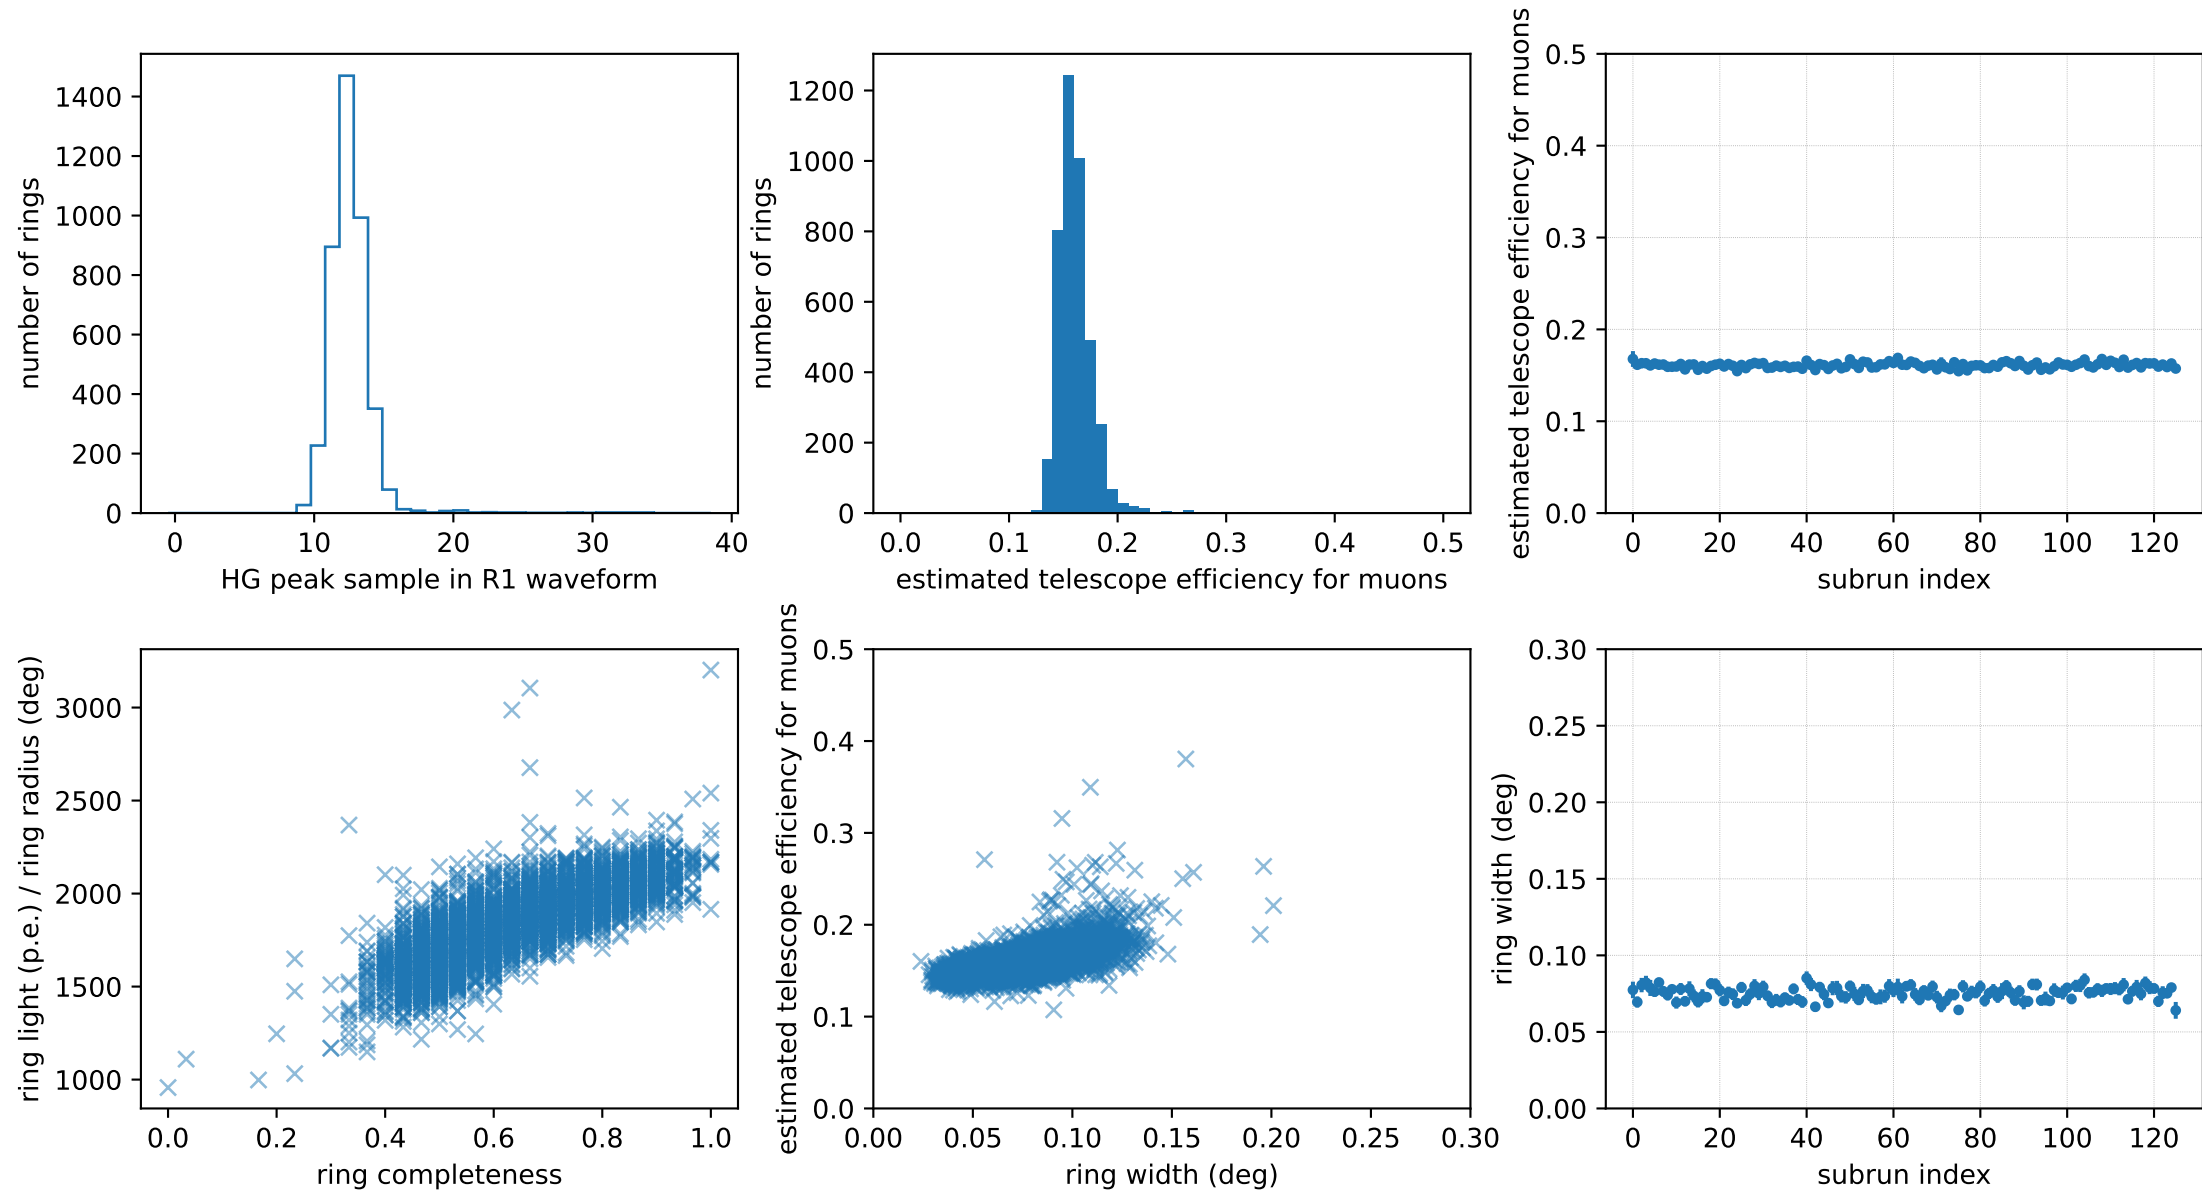 number of rings
1400
1200
1000
800
600
400
200
0
0 10 20 30 40
HG peak sample in R1 waveform
number of rings
1200
1000
800
600
400
200
0
0.0 0.1 0.2 0.3 0.4 0.5
estimated telescope efficiency for muons
estimated telescope efficiency for muons
0.5
0.4
0.3
0.2
0.1
0.0
0 20 40 60 80 100 120
subrun index
ring light (p.e.) / ring radius (deg)
3000
2500
2000
1500
1000
0.0 0.2 0.4 0.6 0.8 1.0
ring completeness
estimated telescope efficiency for muons
0.5
0.4
0.3
0.2
0.1
0.0
0.00 0.05 0.10 0.15 0.20 0.25 0.30
ring width (deg)
ring width (deg)
0.30
0.25
0.20
0.15
0.10
0.05
0.00
0 20 40 60 80 100 120
subrun index